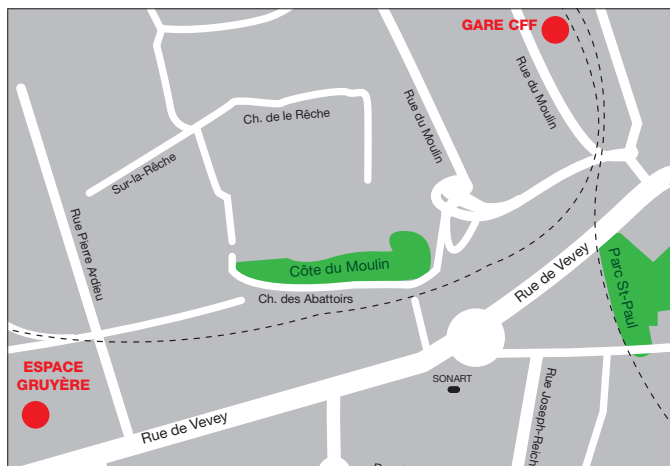 GARE CFF
Rue du Moulin
Rue du Moulin
Ch. de le Rêche
Sur-la-Rêche
Rue Pierre Ardieu
Côte du Moulin
Ch. des Abattoirs
Rue de Vevey
Parc St-Paul
ESPACE
GRUYÈRE
SONART
Rue de Vevey
Rue Joseph-Reich